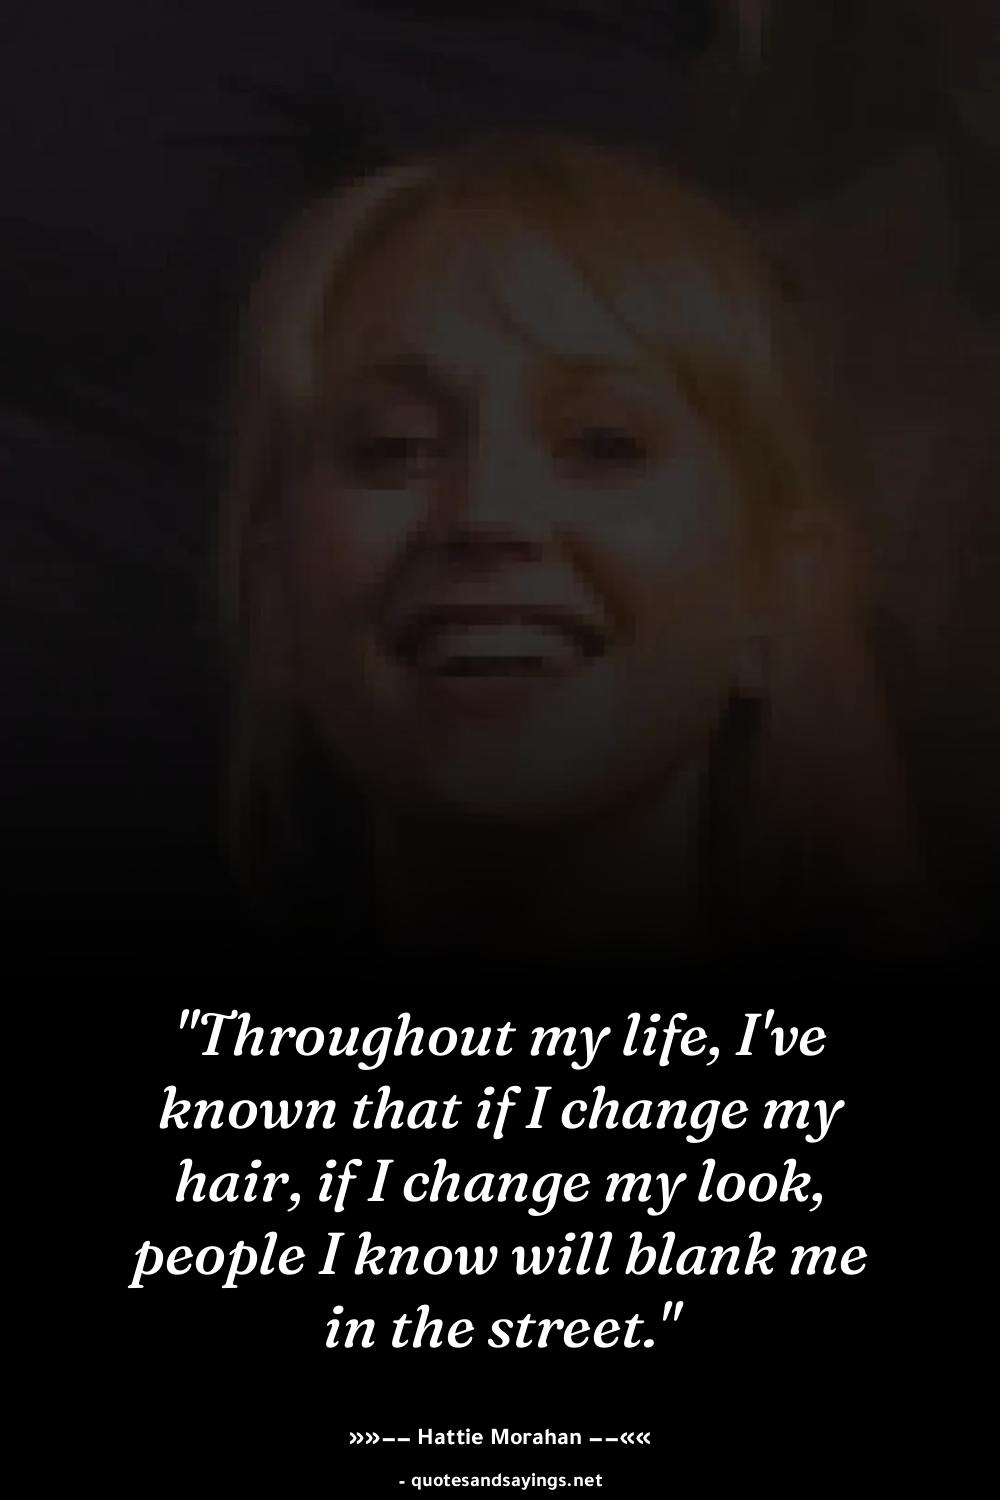 "Throughout my life, I've
known that if I change my
hair, if I change my look,
people I know will blank me
in the street."
»»–– Hattie Morahan ––««
- quotesandsayings.net